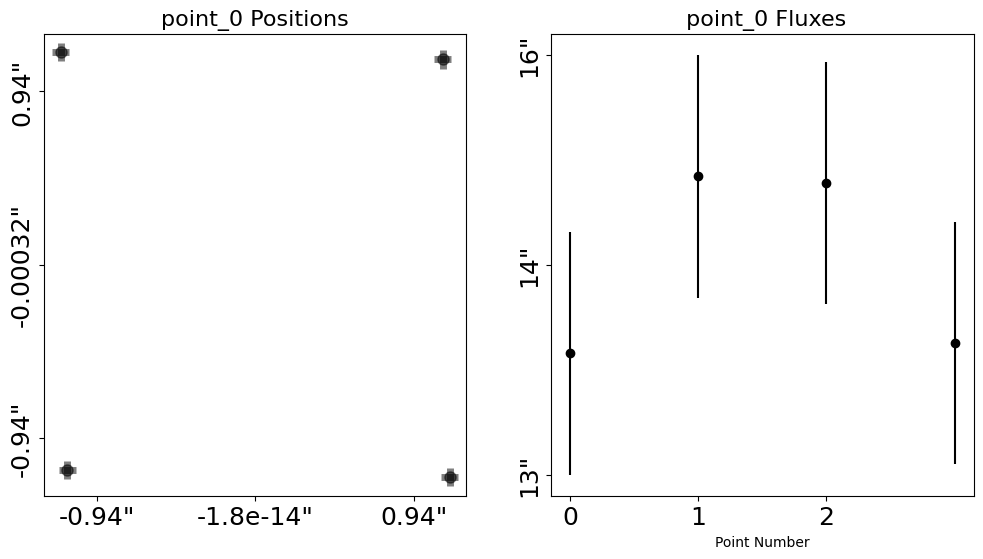 point_0 Positions
0.94"
-0.00032"
-0.94"
-0.94" -1.8e-14" 0.94"
point_0 Fluxes
16"
14"
13"
0 1 2
Point Number